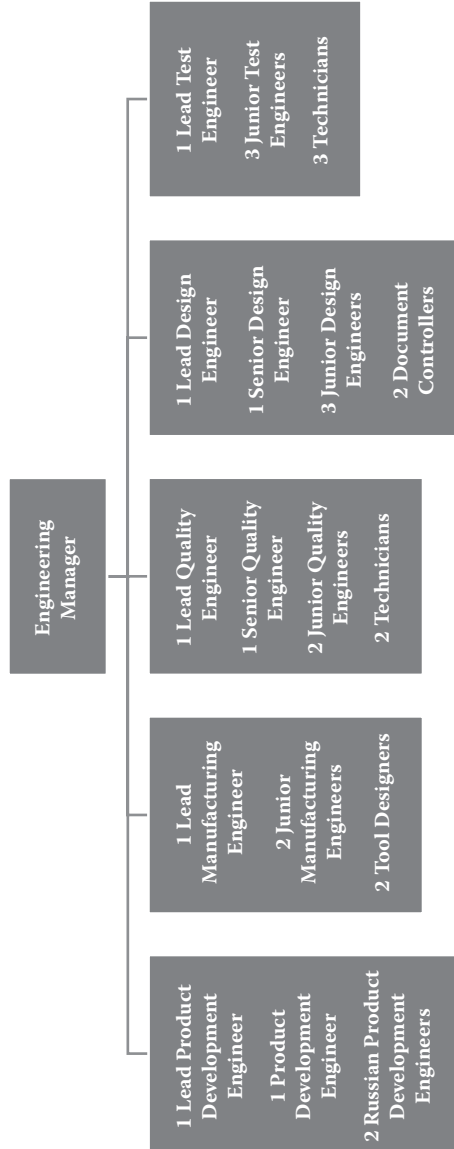 Engineering
Manager
1 Lead Product
Development
Engineer
1 Product
Development
Engineer
2 Russian Product
Development
Engineers
1 Lead
Manufacturing
Engineer
2 Junior
Manufacturing
Engineers
2 Tool Designers
1 Lead Quality
Engineer
1 Senior Quality
Engineer
2 Junior Quality
Engineers
2 Technicians
1 Lead Design
Engineer
1 Senior Design
Engineer
3 Junior Design
Engineers
2 Document
Controllers
1 Lead Test
Engineer
3 Junior Test
Engineers
3 Technicians